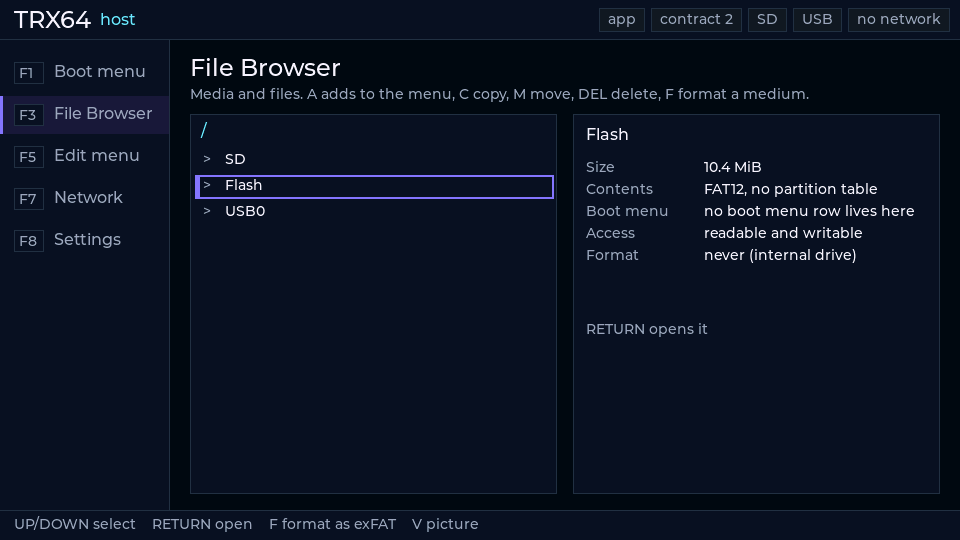 TRX64 host app contract 2 SD USB no network
F1 Boot menu
F3 File Browser
F5 Edit menu
F7 Network
F8 Settings
File Browser
Media and files. A adds to the menu, C copy, M move, DEL delete, F format a medium.
/
> SD
> Flash
> USB0
Flash
Size 10.4 MiB
Contents FAT12, no partition table
Boot menu no boot menu row lives here
Access readable and writable
Format never (internal drive)
RETURN opens it
UP/DOWN select RETURN open F format as exFAT V picture